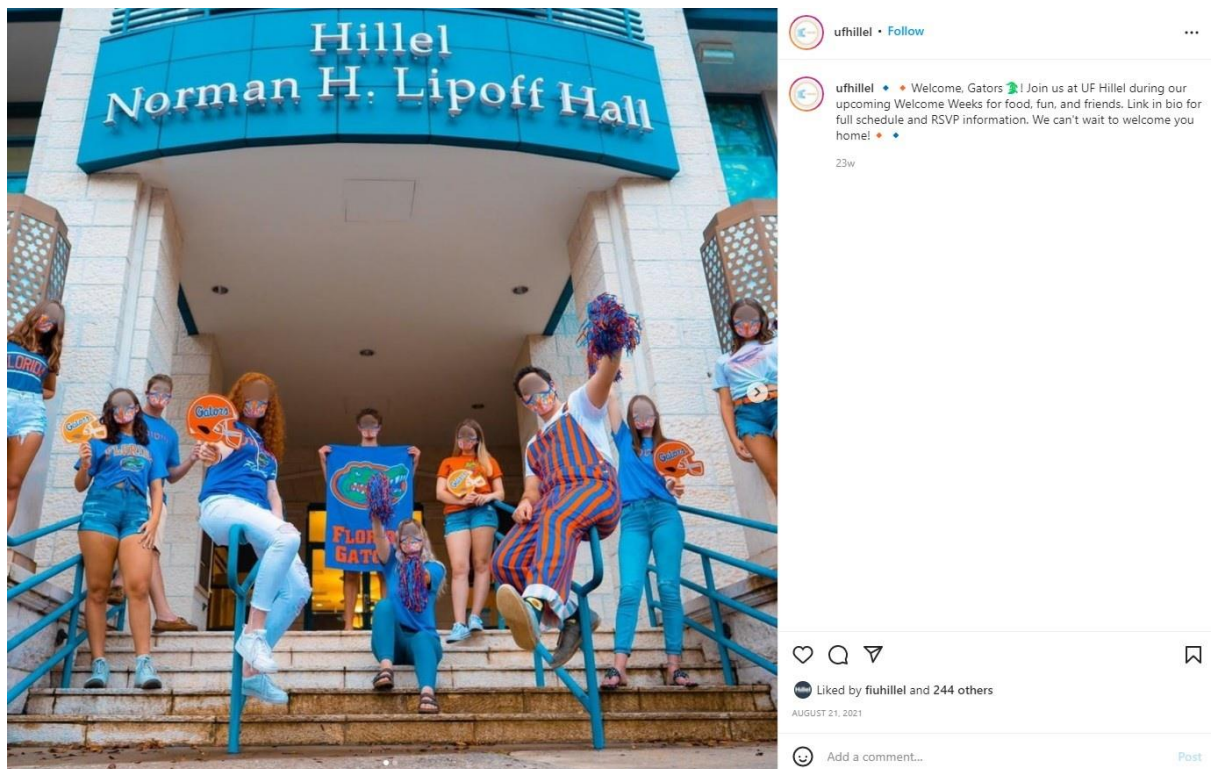 Hillel
Norman H. Lipoff Hall
FLORIDA
Gators
Gators
FLORIDA
GATO
Gators
ufhillel • Follow
ufhillel 🔹 🔸 Welcome, Gators 🐊! Join us at UF Hillel during our
upcoming Welcome Weeks for food, fun, and friends. Link in bio for
full schedule and RSVP information. We can't wait to welcome you
home! 🔸 🔹
23w
Liked by fiuhillel and 244 others
AUGUST 21, 2021
Add a comment...
Post